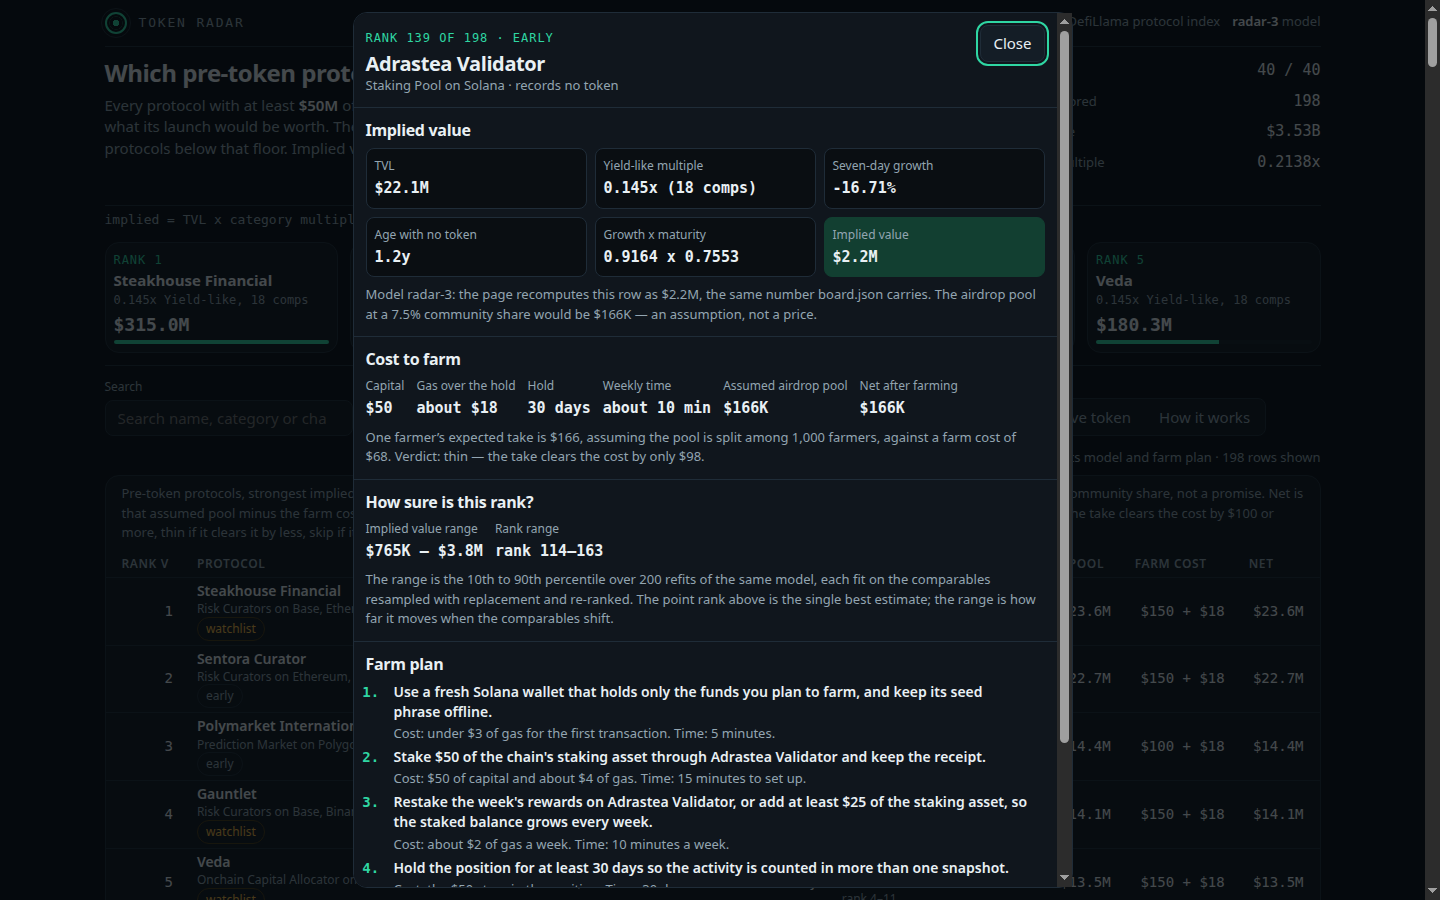 TOKEN RADAR
DefiLlama protocol index radar-3 model
Which pre-token prot
Every protocol with at least $50M o
what its launch would be worth. Th
protocols below that floor. Implied v
40 / 40
ored 198
$3.53B
ltiple 0.2138x
implied = TVL x category multipl
RANK 1
Steakhouse Financial
0.145x Yield-like, 18 comps
$315.0M
RANK 5
Veda
0.145x Yield-like, 18 comps
$180.3M
Search
Search name, category or cha
ve token How it works
s model and farm plan · 198 rows shown
Pre-token protocols, strongest implied
that assumed pool minus the farm cos
more, thin if it clears it by less, skip if i
ommunity share, not a promise. Net is
he take clears the cost by $100 or
RANK V PROTOCOL POOL FARM COST NET
1 Steakhouse Financial
Risk Curators on Base, Ether
watchlist
23.6M $150 + $18 $23.6M
2 Sentora Curator
Risk Curators on Ethereum,
early
22.7M $150 + $18 $22.7M
3 Polymarket Internation
Prediction Market on Polygo
early
14.4M $100 + $18 $14.4M
4 Gauntlet
Risk Curators on Base, Binan
watchlist
14.1M $150 + $18 $14.1M
5 Veda
Onchain Capital Allocator on
watchlist
13.5M $150 + $18 $13.5M
rank 4–11
RANK 139 OF 198 · EARLY
Close
Adrastea Validator
Staking Pool on Solana · records no token
Implied value
TVL
$22.1M
Yield-like multiple
0.145x (18 comps)
Seven-day growth
-16.71%
Age with no token
1.2y
Growth x maturity
0.9164 x 0.7553
Implied value
$2.2M
Model radar-3: the page recomputes this row as $2.2M, the same number board.json carries. The airdrop pool
at a 7.5% community share would be $166K — an assumption, not a price.
Cost to farm
Capital Gas over the hold Hold Weekly time Assumed airdrop pool Net after farming
$50 about $18 30 days about 10 min $166K $166K
One farmer’s expected take is $166, assuming the pool is split among 1,000 farmers, against a farm cost of
$68. Verdict: thin — the take clears the cost by only $98.
How sure is this rank?
Implied value range Rank range
$765K — $3.8M rank 114–163
The range is the 10th to 90th percentile over 200 refits of the same model, each fit on the comparables
resampled with replacement and re-ranked. The point rank above is the single best estimate; the range is how
far it moves when the comparables shift.
Farm plan
1. Use a fresh Solana wallet that holds only the funds you plan to farm, and keep its seed
phrase offline.
Cost: under $3 of gas for the first transaction. Time: 5 minutes.
2. Stake $50 of the chain's staking asset through Adrastea Validator and keep the receipt.
Cost: $50 of capital and about $4 of gas. Time: 15 minutes to set up.
3. Restake the week's rewards on Adrastea Validator, or add at least $25 of the staking asset, so
the staked balance grows every week.
Cost: about $2 of gas a week. Time: 10 minutes a week.
4. Hold the position for at least 30 days so the activity is counted in more than one snapshot.